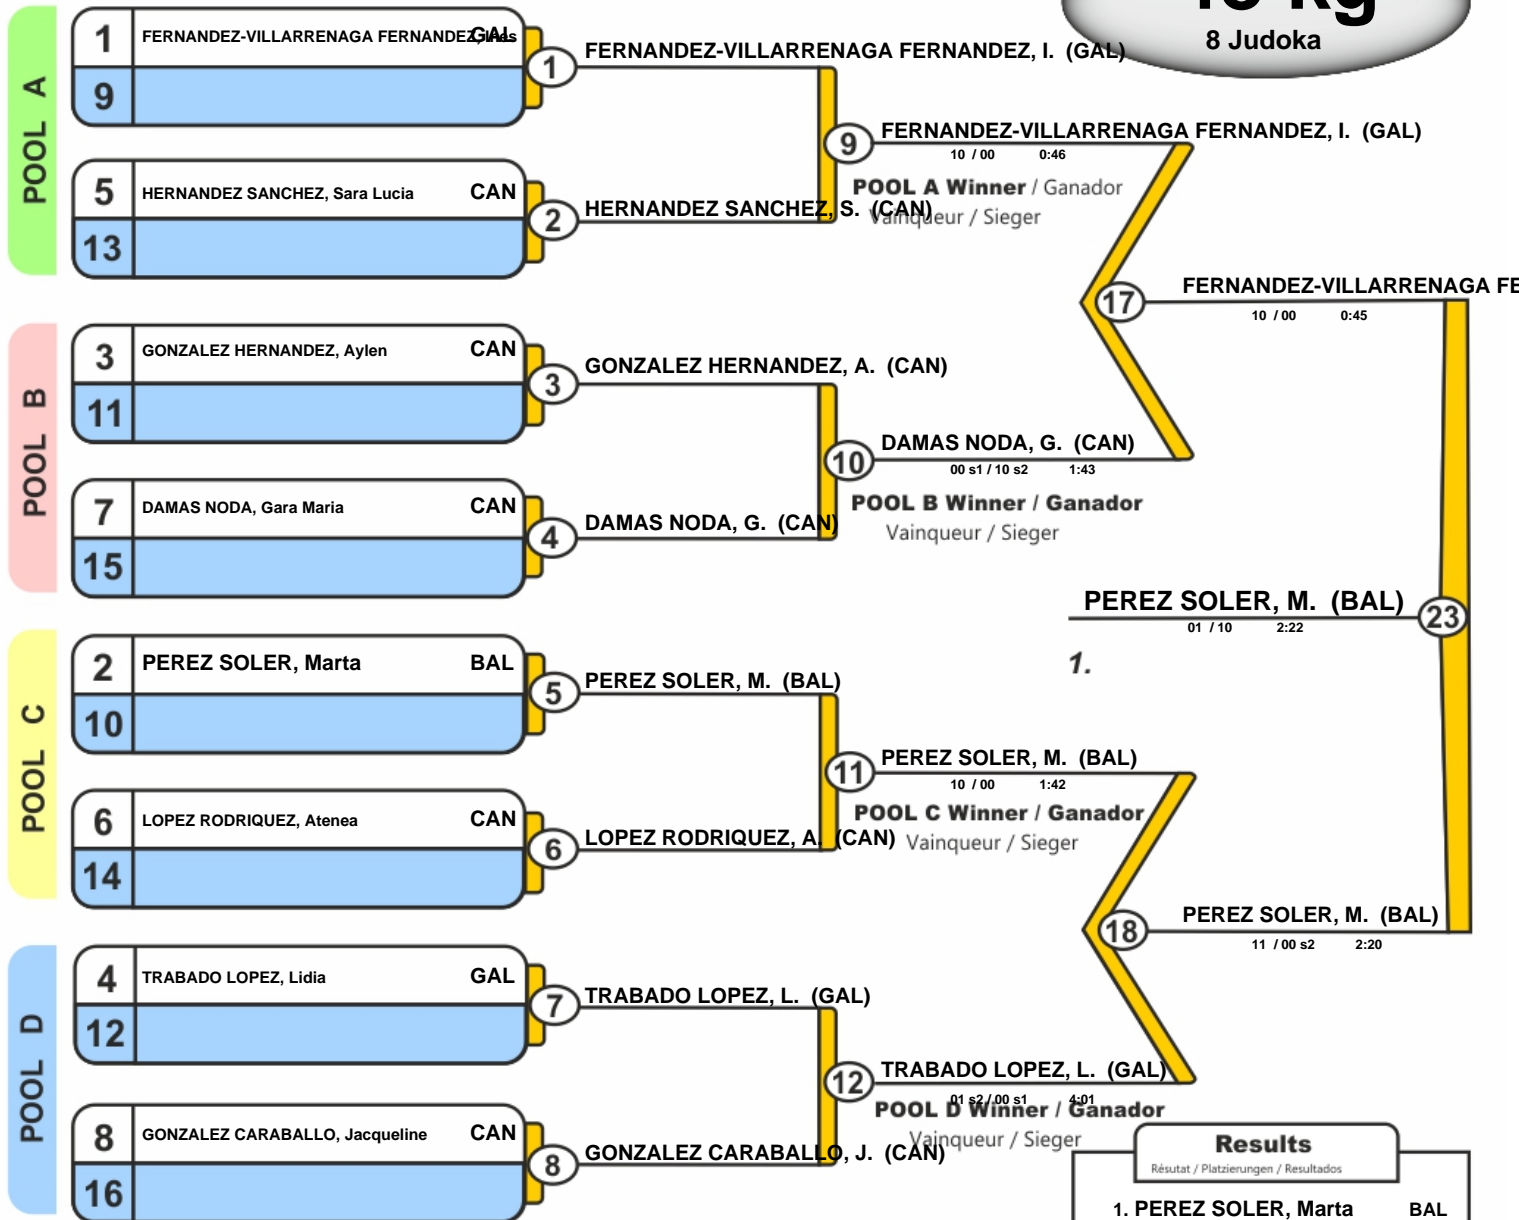 kg
8 Judoka
POOL A
1 FERNANDEZ-VILLARRENAGA FERNANDEZ, Ines GAL
9
1
FERNANDEZ-VILLARRENAGA FERNANDEZ, I. (GAL)
5 HERNANDEZ SANCHEZ, Sara Lucia CAN
13
2
HERNANDEZ SANCHEZ, S. (CAN)
9
FERNANDEZ-VILLARRENAGA FERNANDEZ, I. (GAL)
10 / 00 0:46
POOL A Winner / Ganador
Vainqueur / Sieger
POOL B
3 GONZALEZ HERNANDEZ, Aylen CAN
11
3
GONZALEZ HERNANDEZ, A. (CAN)
7 DAMAS NODA, Gara Maria CAN
15
4
DAMAS NODA, G. (CAN)
10
DAMAS NODA, G. (CAN)
00 s1 / 10 s2 1:43
POOL B Winner / Ganador
Vainqueur / Sieger
17
FERNANDEZ-VILLARRENAGA FE
10 / 00 0:45
PEREZ SOLER, M. (BAL)
23
01 / 10 2:22
1.
POOL C
2 PEREZ SOLER, Marta BAL
10
5
PEREZ SOLER, M. (BAL)
6 LOPEZ RODRIQUEZ, Atenea CAN
14
6
LOPEZ RODRIQUEZ, A. (CAN)
11
PEREZ SOLER, M. (BAL)
10 / 00 1:42
POOL C Winner / Ganador
Vainqueur / Sieger
18
PEREZ SOLER, M. (BAL)
11 / 00 s2 2:20
POOL D
4 TRABADO LOPEZ, Lidia GAL
12
7
TRABADO LOPEZ, L. (GAL)
8 GONZALEZ CARABALLO, Jacqueline CAN
16
8
GONZALEZ CARABALLO, J. (CAN)
12
TRABADO LOPEZ, L. (GAL)
01 s2 / 00 s1 4:01
POOL D Winner / Ganador
Vainqueur / Sieger
Results
Résutat / Platzierungen / Resultados
1. PEREZ SOLER, Marta BAL